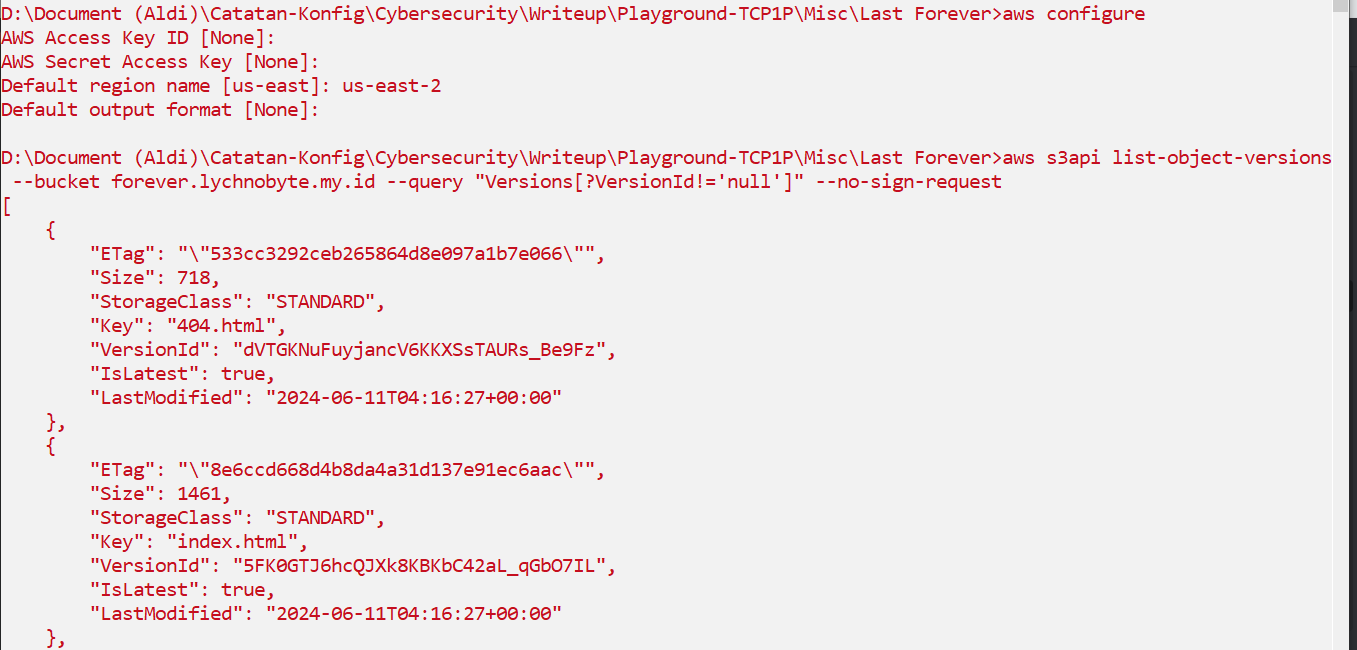 D:\Document (Aldi)\Catatan-Konfig\Cybersecurity\Writeup\Playground-TCP1P\Misc\Last Forever>aws configure
AWS Access Key ID [None]:
AWS Secret Access Key [None]:
Default region name [us-east]: us-east-2
Default output format [None]:
D:\Document (Aldi)\Catatan-Konfig\Cybersecurity\Writeup\Playground-TCP1P\Misc\Last Forever>aws s3api list-object-versions
 --bucket forever.lychnobyte.my.id --query "Versions[?VersionId!='null']" --no-sign-request
[
    {
        "ETag": "\"533cc3292ceb265864d8e097a1b7e066\"",
        "Size": 718,
        "StorageClass": "STANDARD",
        "Key": "404.html",
        "VersionId": "dVTGKNuFuyjancV6KKXSsTAURs_Be9Fz",
        "IsLatest": true,
        "LastModified": "2024-06-11T04:16:27+00:00"
    },
    {
        "ETag": "\"8e6ccd668d4b8da4a31d137e91ec6aac\"",
        "Size": 1461,
        "StorageClass": "STANDARD",
        "Key": "index.html",
        "VersionId": "5FK0GTJ6hcQJXk8KBKbC42aL_qGbO7IL",
        "IsLatest": true,
        "LastModified": "2024-06-11T04:16:27+00:00"
    },